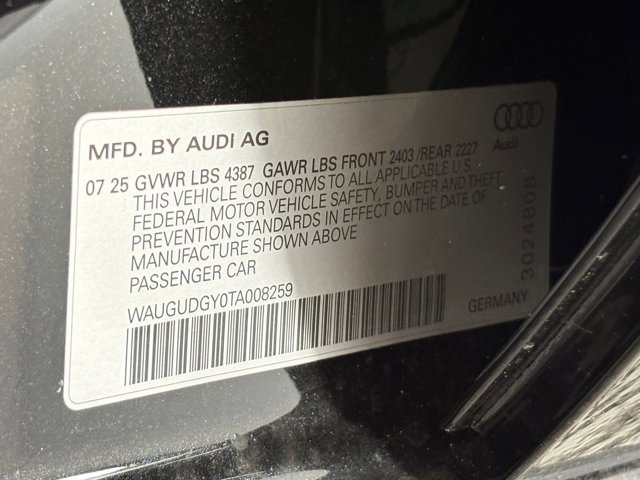 MFD. BY AUDI AG
Audi
07 25 GVWR LBS 4387 GAWR LBS FRONT 2403 /REAR 2227
THIS VEHICLE CONFORMS TO ALL APPLICABLE U.S
FEDERAL MOTOR VEHICLE SAFETY, BUMPER AND THEFT
PREVENTION STANDARDS IN EFFECT ON THE DATE OF
MANUFACTURE SHOWN ABOVE
PASSENGER CAR
WAUGUDGY0TA008259
GERMANY
3024808